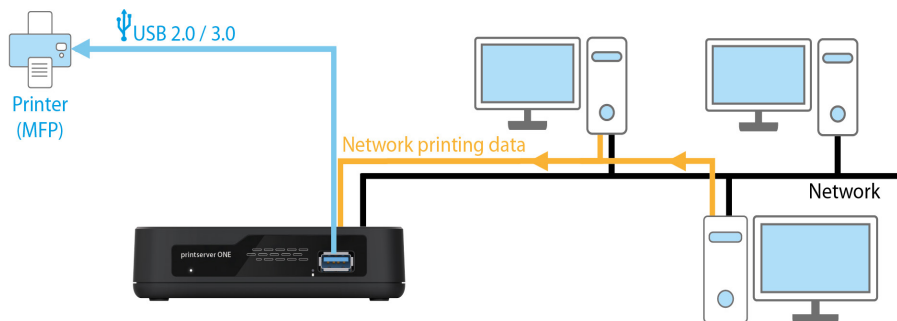 USB 2.0 / 3.0
Printer
(MFP)
Network printing data
Network
printserver ONE